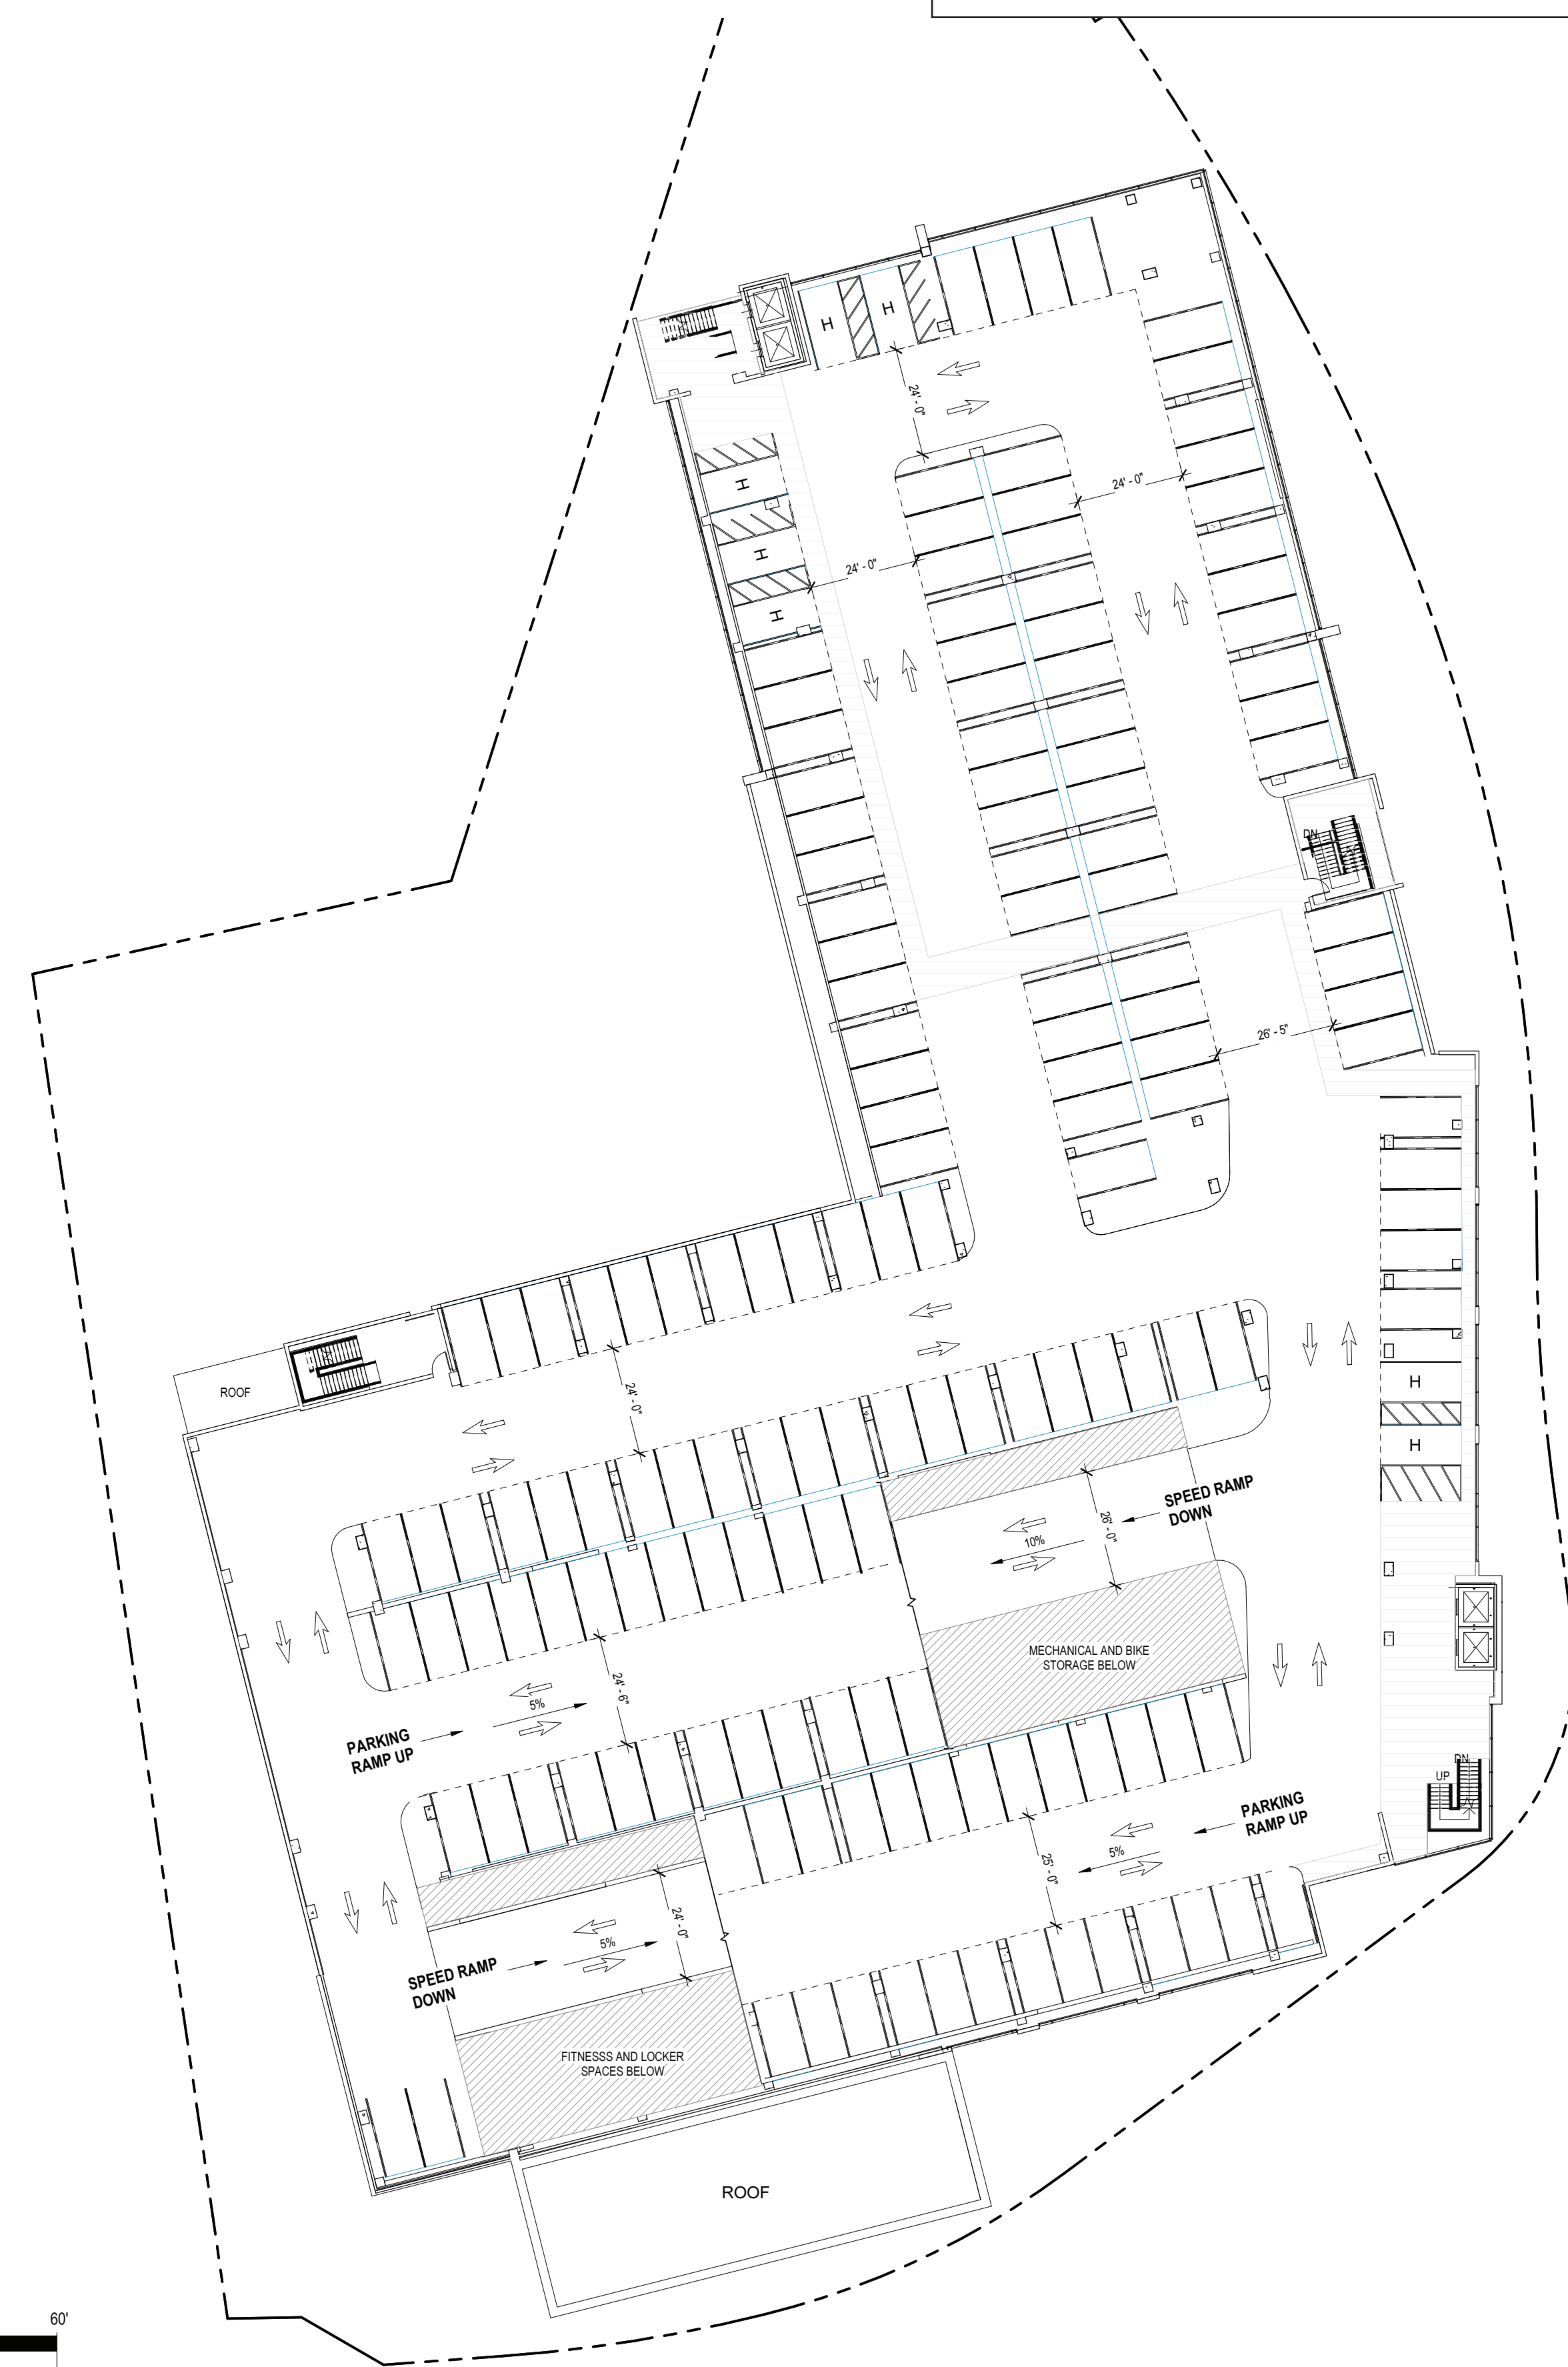 H
H
24' - 0"
H
24' - 0"
H
24' - 0"
H
DN
26' - 5"
ROOF
24' - 0"
H
H
SPEED RAMP
DOWN
26' - 0"
10%
MECHANICAL AND BIKE
STORAGE BELOW
24' - 6"
5%
PARKING
RAMP UP
DN
UP
PARKING
RAMP UP
25' - 0"
5%
24' - 0"
5%
SPEED RAMP
DOWN
FITNESSS AND LOCKER
SPACES BELOW
ROOF
60'